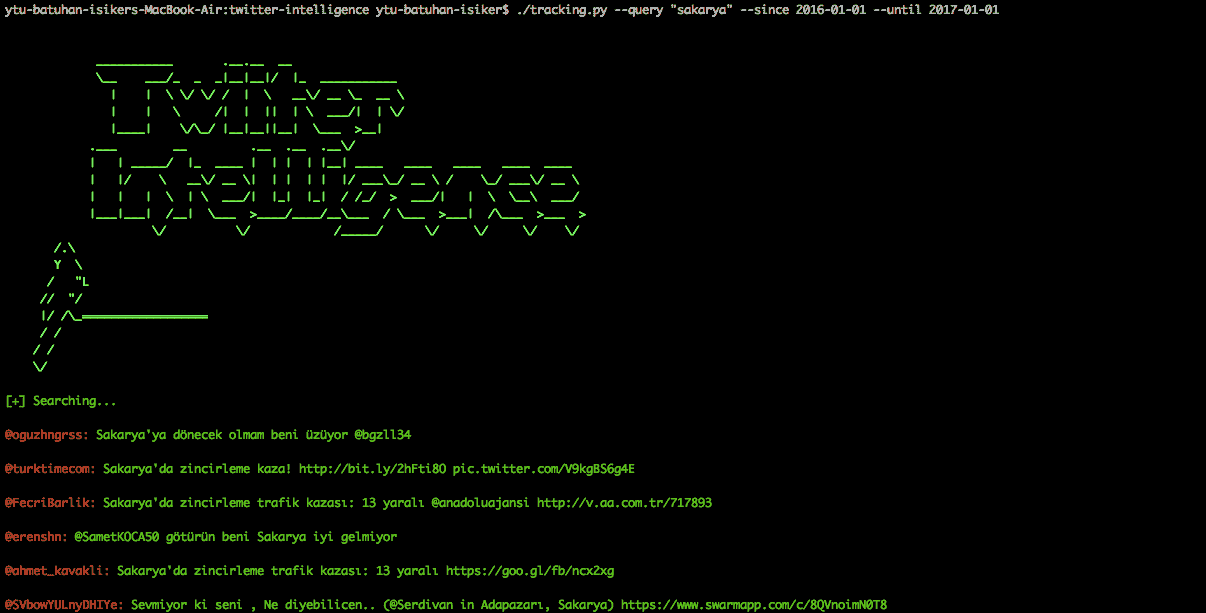 ytu-batuhan-isikers-MacBook-Air:twitter-intelligence ytu-batuhan-isiker$ ./tracking.py --query "sakarya" --since 2016-01-01 --until 2017-01-01
Twitter
Intelligense
[+] Searching...
@oguzhngrss: Sakarya'ya dönecek olmam beni üzüyor @bgzll34
@turktimecom: Sakarya'da zincirleme kaza! http://bit.ly/2hFti8O pic.twitter.com/V9kgBS6g4E
@FecriBarlik: Sakarya'da zincirleme trafik kazası: 13 yaralı @anadoluajansi http://v.aa.com.tr/717893
@erenshn: @SametKOCA50 götürün beni Sakarya iyi gelmiyor
@ahmet_kavakli: Sakarya'da zincirleme trafik kazası: 13 yaralı https://goo.gl/fb/ncx2xg
@SVbowYULnyDHIYe: Sevmiyor ki seni , Ne diyebilicen.. (@Serdivan in Adapazarı, Sakarya) https://www.swarmapp.com/c/8QVnoimN0T8